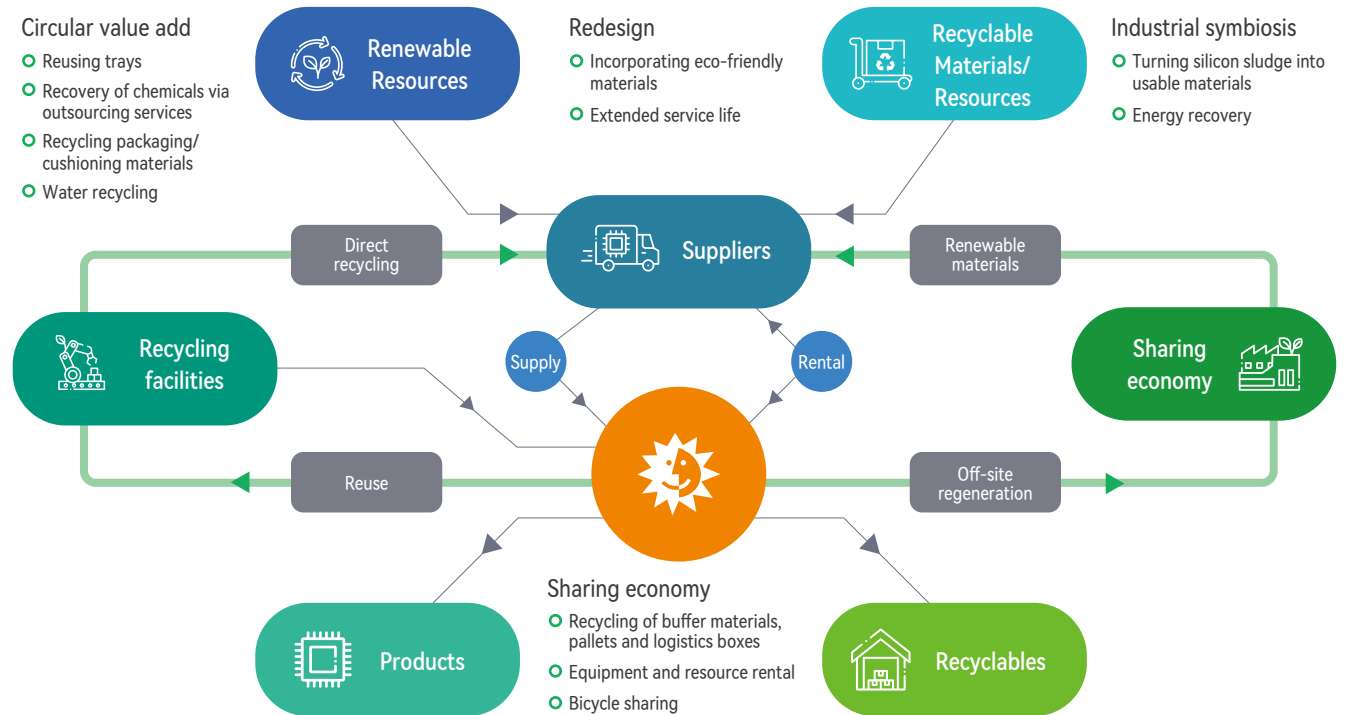 Circular value add
Reusing trays
Recovery of chemicals via
outsourcing services
Recycling packaging/
cushioning materials
Water recycling
Renewable
Resources
Redesign
Incorporating eco-friendly
materials
Extended service life
Recyclable
Materials/
Resources
Industrial symbiosis
Turning silicon sludge into
usable materials
Energy recovery
Direct
recycling
Suppliers
Renewable
materials
Recycling
facilities
Supply
Rental
Sharing
economy
Reuse
Off-site
regeneration
Products
Sharing economy
Recycling of buffer materials,
pallets and logistics boxes
Equipment and resource rental
Bicycle sharing
Recyclables